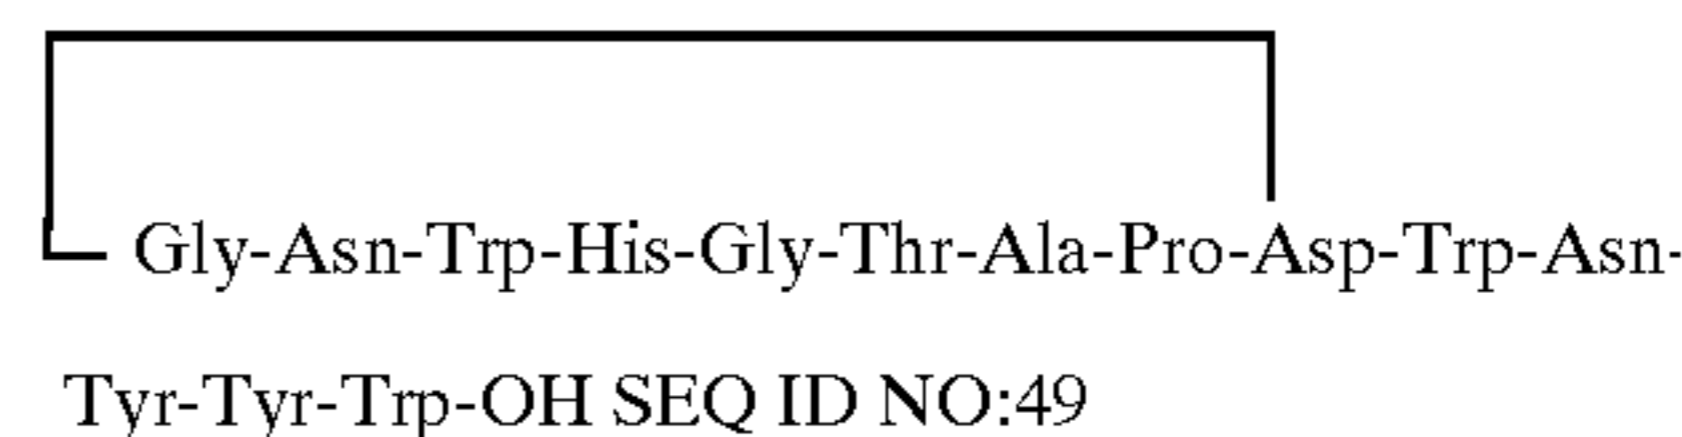 Gly-Asn-Trp-His-Gly-Thr-Ala-Pro-Asp-Trp-Asn-
Tyr-Tyr-Trp-OH SEQ ID NO:49